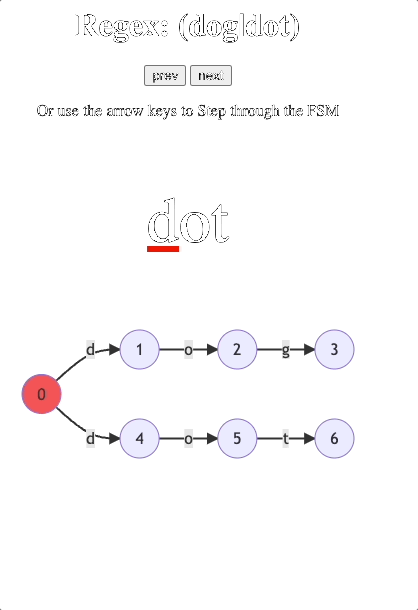 Regex: (dog|dot)
prev next
Or use the arrow keys to Step through the FSM
dot
d 1 o 2 g 3
0
d 4 o 5 t 6